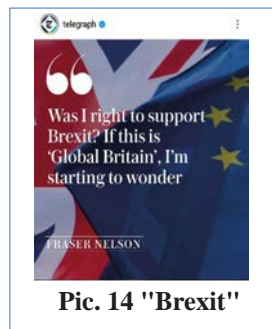 telegraph
Was I right to support
Brexit? If this is
'Global Britain', I'm
starting to wonder
FRASER NELSON
Pic. 14 "Brexit"